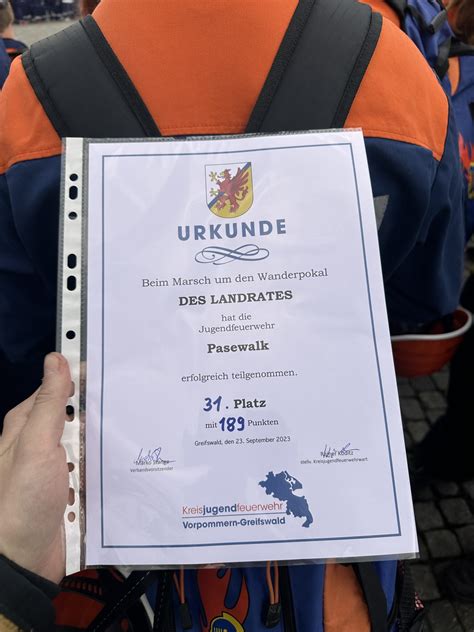 URKUNDE
Beim Marsch um den Wanderpokal
DES LANDRATES
hat die
Jugendfeuerwehr
Pasewalk
erfolgreich teilgenommen.
31. Platz
mit 189 Punkten
Greifswald, den 23. September 2023
Marko
Verbandsvorsitzender
Stellv. Kreisjugendfeuerwehrwart
Kreisjugendfeuerwehr
Vorpommern-Greifswald